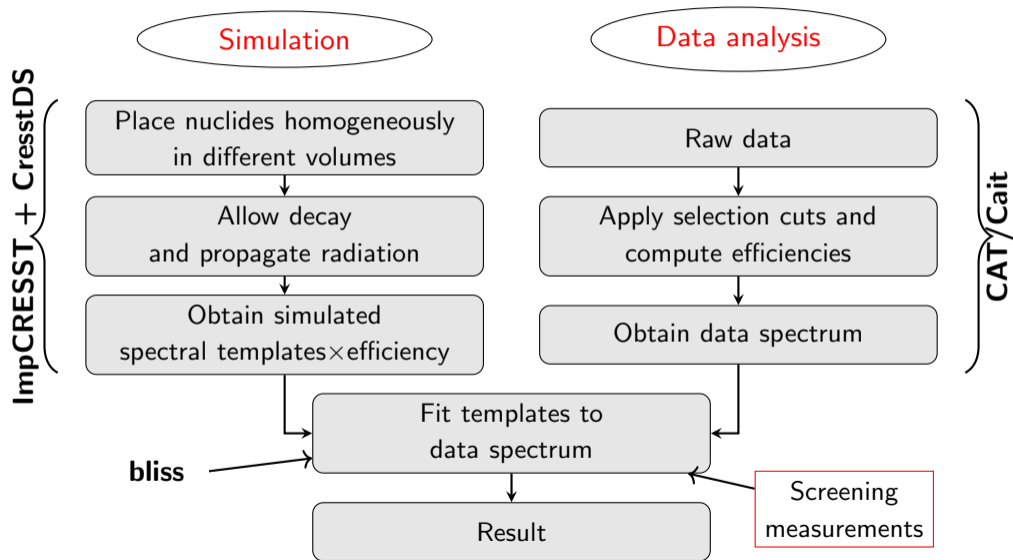 Simulation
Data analysis
ImpCRESST + CresstDS
Place nuclides homogeneously
in different volumes
Allow decay
and propagate radiation
Obtain simulated
spectral templates×efficiency
Raw data
Apply selection cuts and
compute efficiencies
Obtain data spectrum
CAT/Cait
Fit templates to
data spectrum
bliss
Screening
measurements
Result